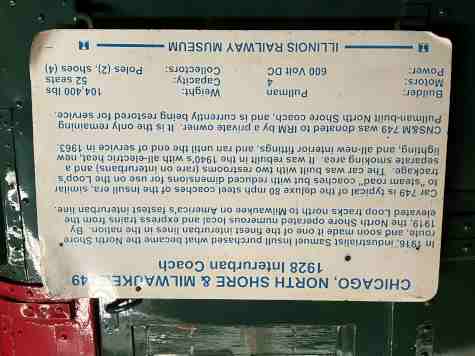 CHICAGO, NORTH SHORE & MILWAUKEE 749
1928 Interurban Coach
In 1916, industrialist Samuel Insull purchased what became the North Shore
route, and soon made it one of the finest interurban lines in the nation. By
1919, the North Shore operated numerous local and express trains from the
elevated Loop tracks north to Milwaukee on America's fastest interurban line.
Car 749 is typical of the deluxe 80 mph steel coaches of the Insull era, similar
to "steam road" coaches but with reduced dimensions for use on the Loop's
trackage. The car was built with two restrooms (rare on interurbans) and a
separate smoking area. It was rebuilt in the 1940's with all-electric heat, new
lighting, and all-new interior fittings, and ran until the end of service in 1963.
CNS&M 749 was donated to IRM by a private owner. It is the only remaining
Pullman-built North Shore coach, and is currently being restored for service.
Builder: Pullman Weight: 104,400 lbs
Motors: 4 Capacity: 52 seats
Power: 600 Volt DC Collectors: Poles (2), shoes (4)
ILLINOIS RAILWAY MUSEUM